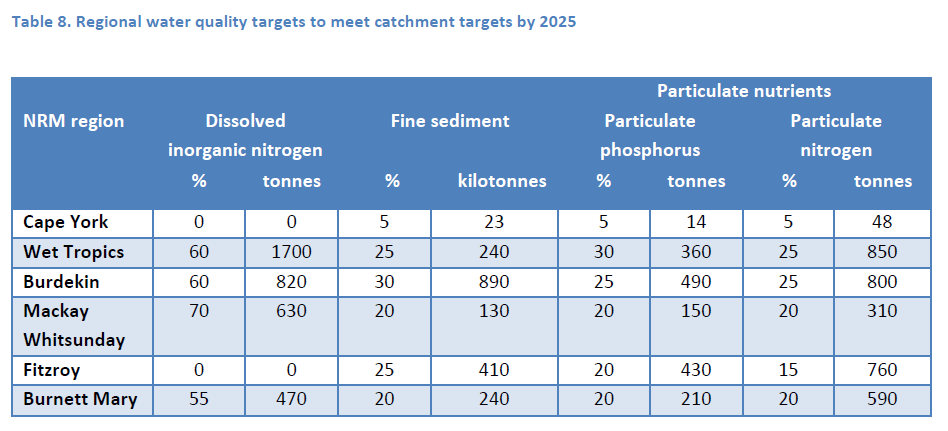 Table 8. Regional water quality targets to meet catchment targets by 2025
Particulate nutrients
NRM region Dissolved Fine sediment Particulate Particulate
inorganic nitrogen phosphorus nitrogen
% tonnes % kilotonnes % tonnes % tonnes
Cape York 0 0 5 23 5 14 5 48
Wet Tropics 60 1700 25 240 30 360 25 850
Burdekin 60 820 30 890 25 490 25 800
Mackay 70 630 20 130 20 150 20 310
Whitsunday
Fitzroy 0 0 25 410 20 430 15 760
Burnett Mary 55 470 20 240 20 210 20 590